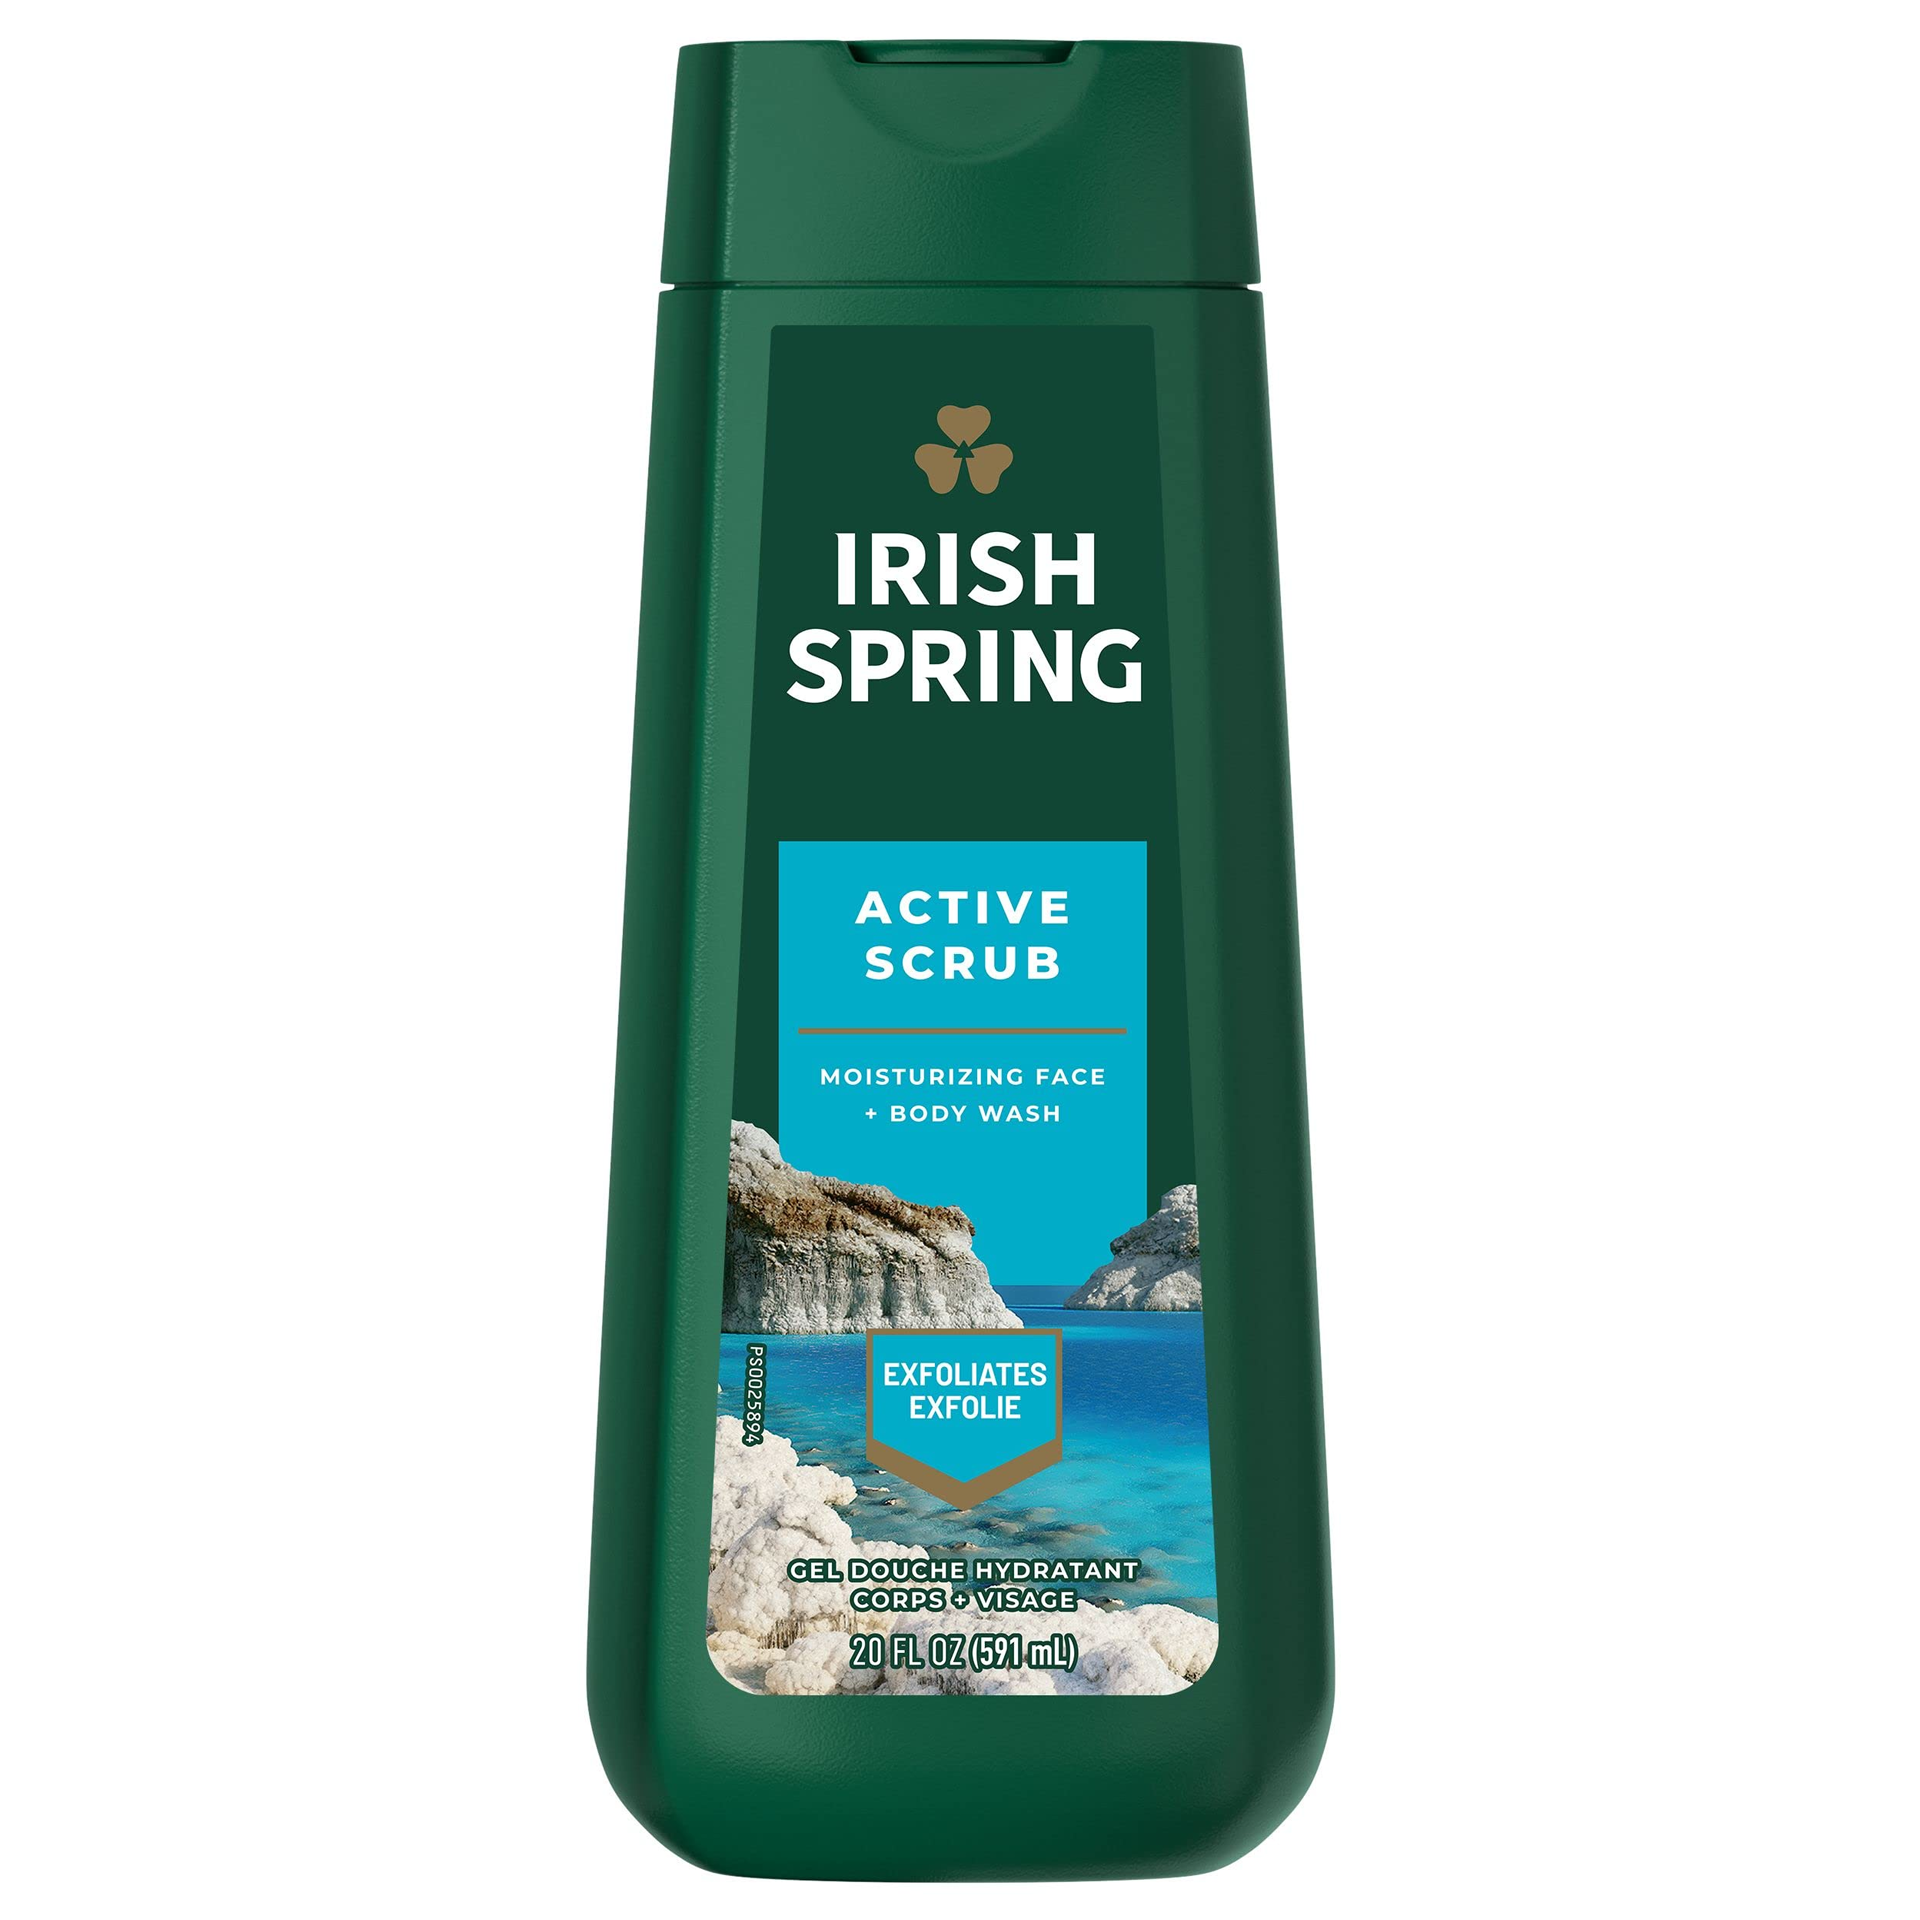 IRISH
SPRING
ACTIVE
SCRUB
MOISTURIZING FACE
+ BODY WASH
EXFOLIATES
EXFOLIE
PS0025894
GEL DOUCHE HYDRATANT
CORPS + VISAGE
20 FL OZ (591 mL)